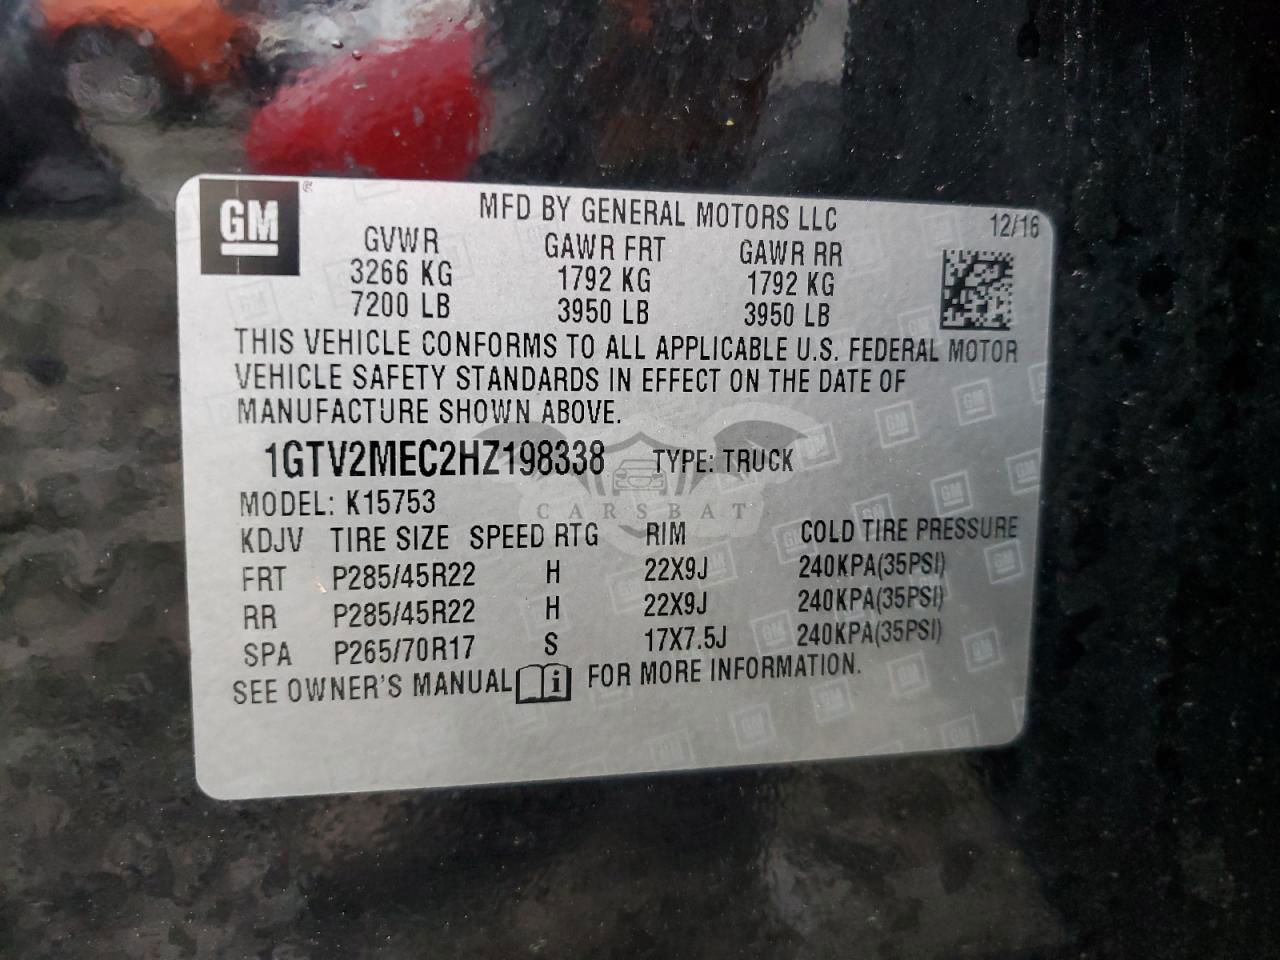 GM
MFD BY GENERAL MOTORS LLC 12/16
GVWR GAWR FRT GAWR RR
3266 KG 1792 KG 1792 KG
7200 LB 3950 LB 3950 LB
THIS VEHICLE CONFORMS TO ALL APPLICABLE U.S. FEDERAL MOTOR
VEHICLE SAFETY STANDARDS IN EFFECT ON THE DATE OF
MANUFACTURE SHOWN ABOVE.
1GTV2MEC2HZ198338 TYPE: TRUCK
MODEL: K15753
CARSBAT
KDJV TIRE SIZE SPEED RTG RIM COLD TIRE PRESSURE
FRT P285/45R22 H 22X9J 240KPA(35PSI)
RR P285/45R22 H 22X9J 240KPA(35PSI)
SPA P265/70R17 S 17X7.5J 240KPA(35PSI)
SEE OWNER'S MANUAL i FOR MORE INFORMATION.